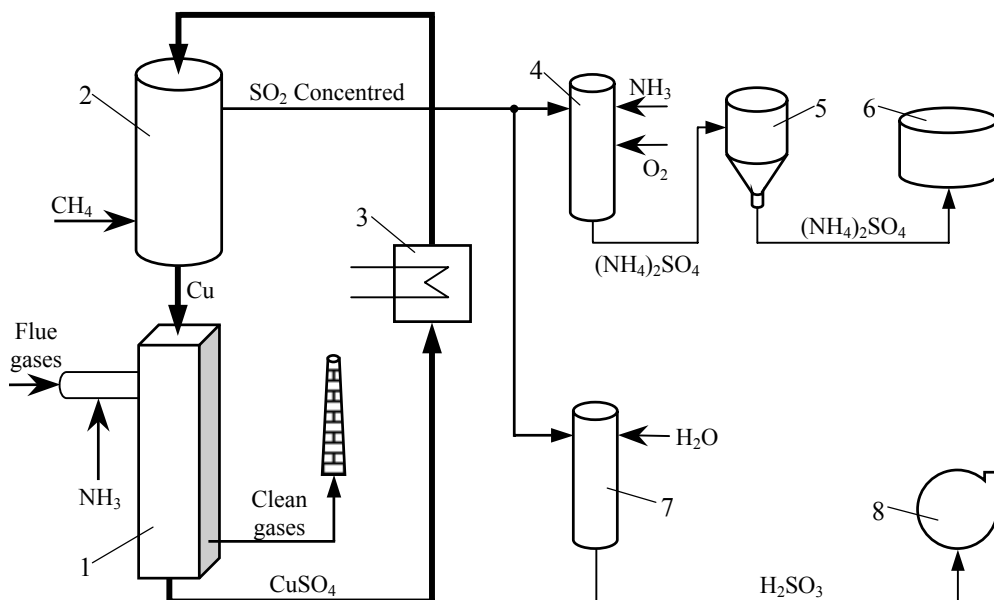 2
SO₂ Concentred
4
NH₃
5
6
O₂
CH₄
3
(NH₄)₂SO₄
(NH₄)₂SO₄
Cu
Flue
gases
H₂O
NH₃
Clean
gases
7
8
1
CuSO₄
H₂SO₃